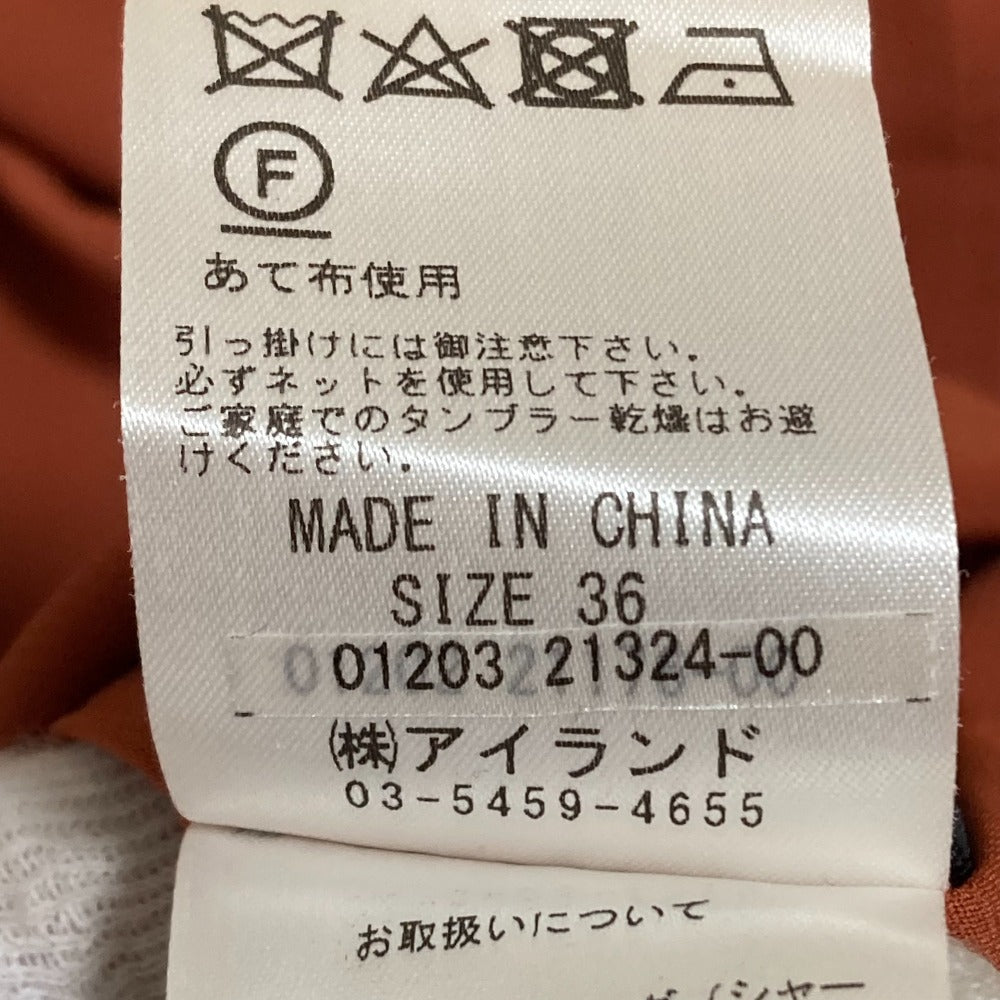 F
あて布使用
引っ掛けには御注意下さい。
必ずネットを使用して下さい。
ご家庭でのタンブラー乾燥はお避
けください。
MADE IN CHINA
SIZE 36
01203 21324-00
(株)アイランド
03-5459-4655
お取扱いについて